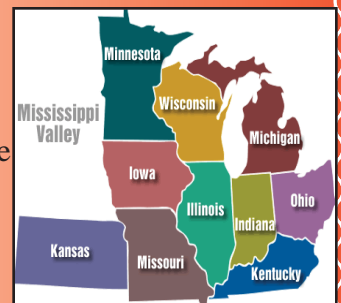 Minnesota
Wisconsin
Mississippi
Valley
Michigan
e
Iowa
Illinois
Indiana
Ohio
Kansas
Missouri
Kentucky